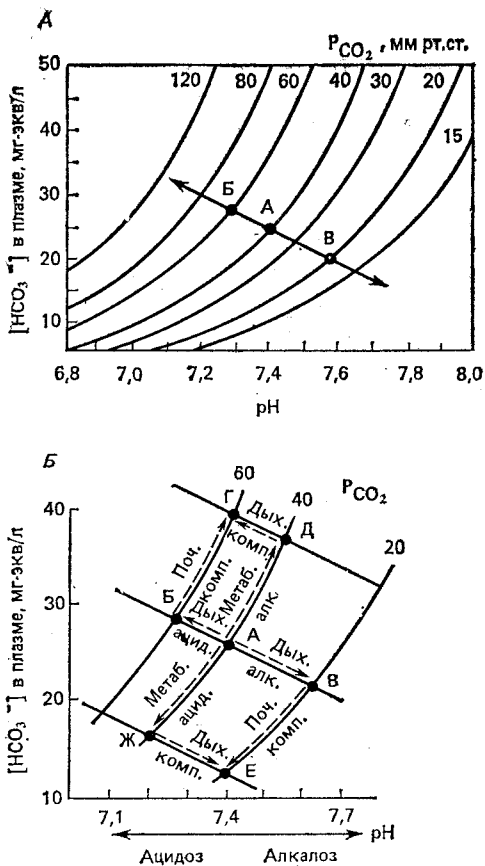 А
P CO₂ , мм рт.ст.
[HCO₃⁻] в плазме, мг-экв/л
50
40
30
20
10
120
80
60
40
30
20
15
Б
А
В
6,8
7,0
7,2
7,4
7,6
7,8
8,0
pH
Б
P CO₂
60
40
20
[HCO₃⁻] в плазме, мг-экв/л
40
30
20
10
Г
Дых.
комп.
Д
Поч.
комп.
Метаб.
алк.
Б
Дых.
ацид.
А
Дых.
алк.
В
Метаб.
ацид.
Поч.
комп.
Ж
Дых.
комп.
Е
7,1
7,4
7,7
pH
Ацидоз
Алкалоз